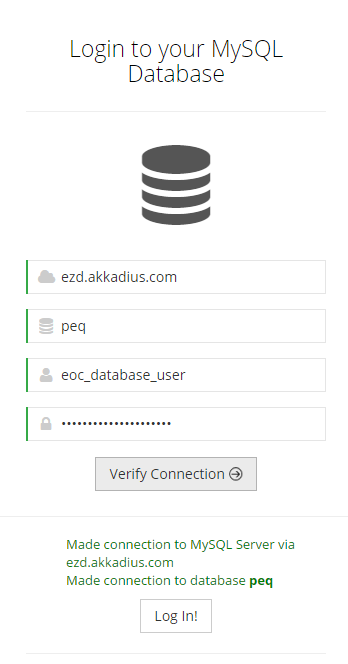 Login to your MySQL
Database
ezd.akkadius.com
peq
eoc_database_user
•••••••••••••••••••••
Verify Connection
Made connection to MySQL Server via
ezd.akkadius.com
Made connection to database peq
Log In!